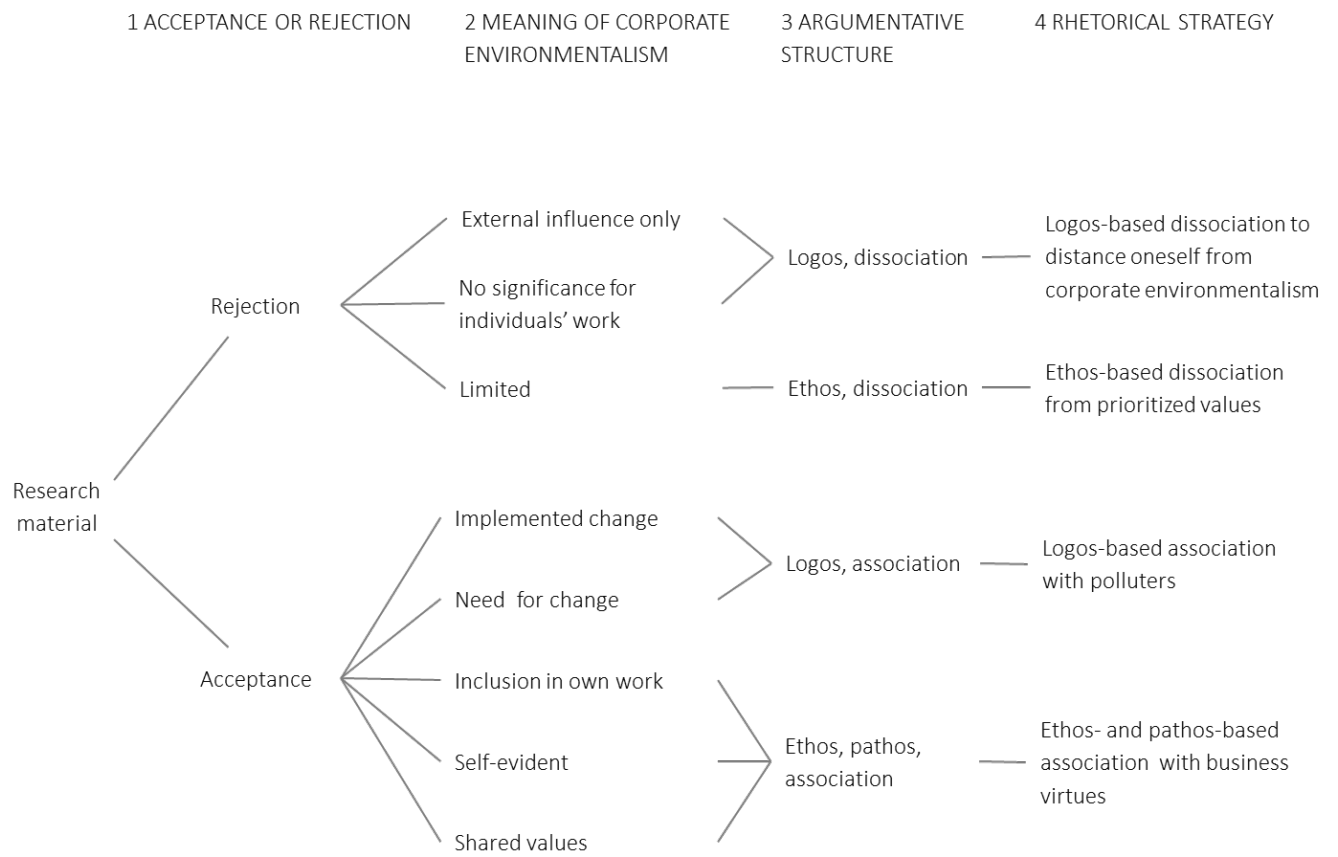 1 ACCEPTANCE OR REJECTION
2 MEANING OF CORPORATE
ENVIRONMENTALISM
3 ARGUMENTATIVE
STRUCTURE
4 RHETORICAL STRATEGY
Research
material
Rejection
Acceptance
External influence only
No significance for
individuals’ work
Limited
Implemented change
Need for change
Inclusion in own work
Self-evident
Shared values
Logos, dissociation
Ethos, dissociation
Logos, association
Ethos, pathos,
association
Logos-based dissociation to
distance oneself from
corporate environmentalism
Ethos-based dissociation
from prioritized values
Logos-based association
with polluters
Ethos- and pathos-based
association with business
virtues